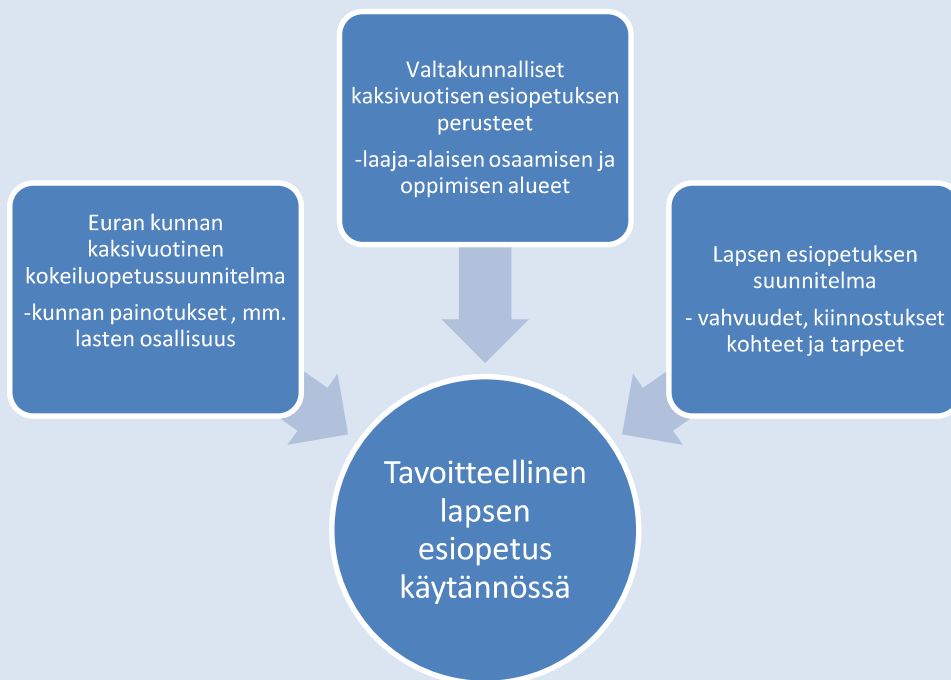 Valtakunnalliset
kaksivuotisen esiopetuksen
perusteet
-laaja-alaisen osaamisen ja
oppimisen alueet
Euran kunnan
kaksivuotinen
kokeiluopetussuunnitelma
-kunnan painotukset , mm.
lasten osallisuus
Lapsen esiopetuksen
suunnitelma
- vahvuudet, kiinnostukset
kohteet ja tarpeet
Tavoitteellinen
lapsen
esiopetus
käytännössä